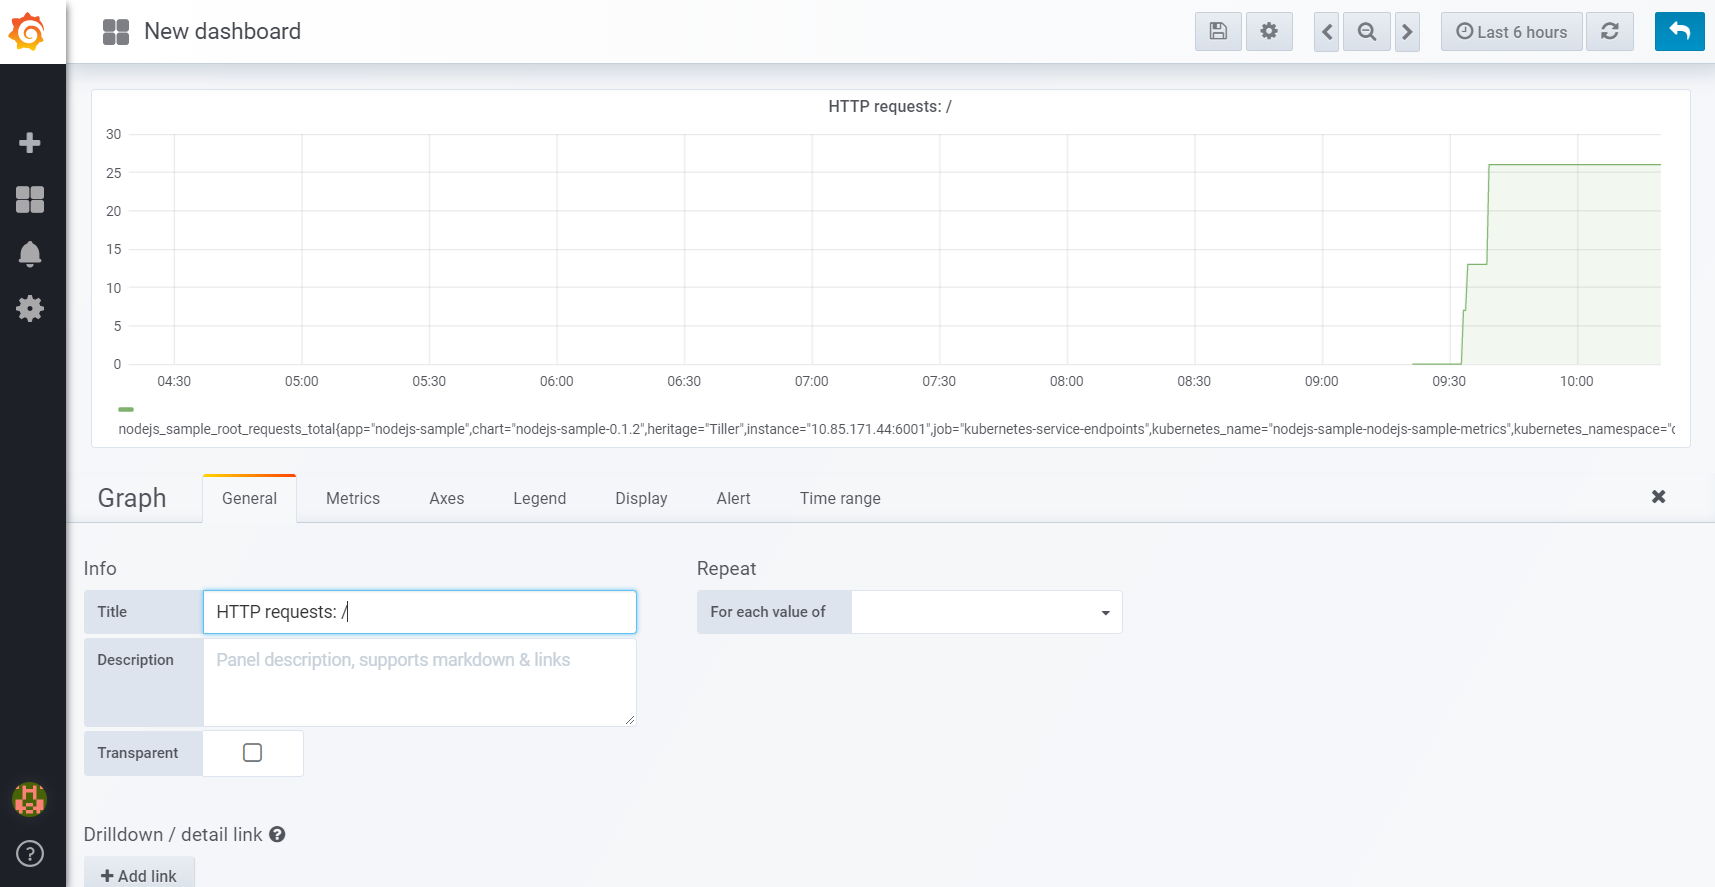 New dashboard
Last 6 hours
HTTP requests: /
30
25
20
15
10
5
0
04:30 05:00 05:30 06:00 06:30 07:00 07:30 08:00 08:30 09:00 09:30 10:00
nodejs_sample_root_requests_total{app="nodejs-sample",chart="nodejs-sample-0.1.2",heritage="Tiller",instance="10.85.171.44:6001",job="kubernetes-service-endpoints",kubernetes_name="nodejs-sample-nodejs-sample-metrics",kubernetes_namespace="
Graph General Metrics Axes Legend Display Alert Time range
Info
Title HTTP requests: /
Description Panel description, supports markdown & links
Transparent
Repeat
For each value of
Drilldown / detail link ?
+ Add link
?